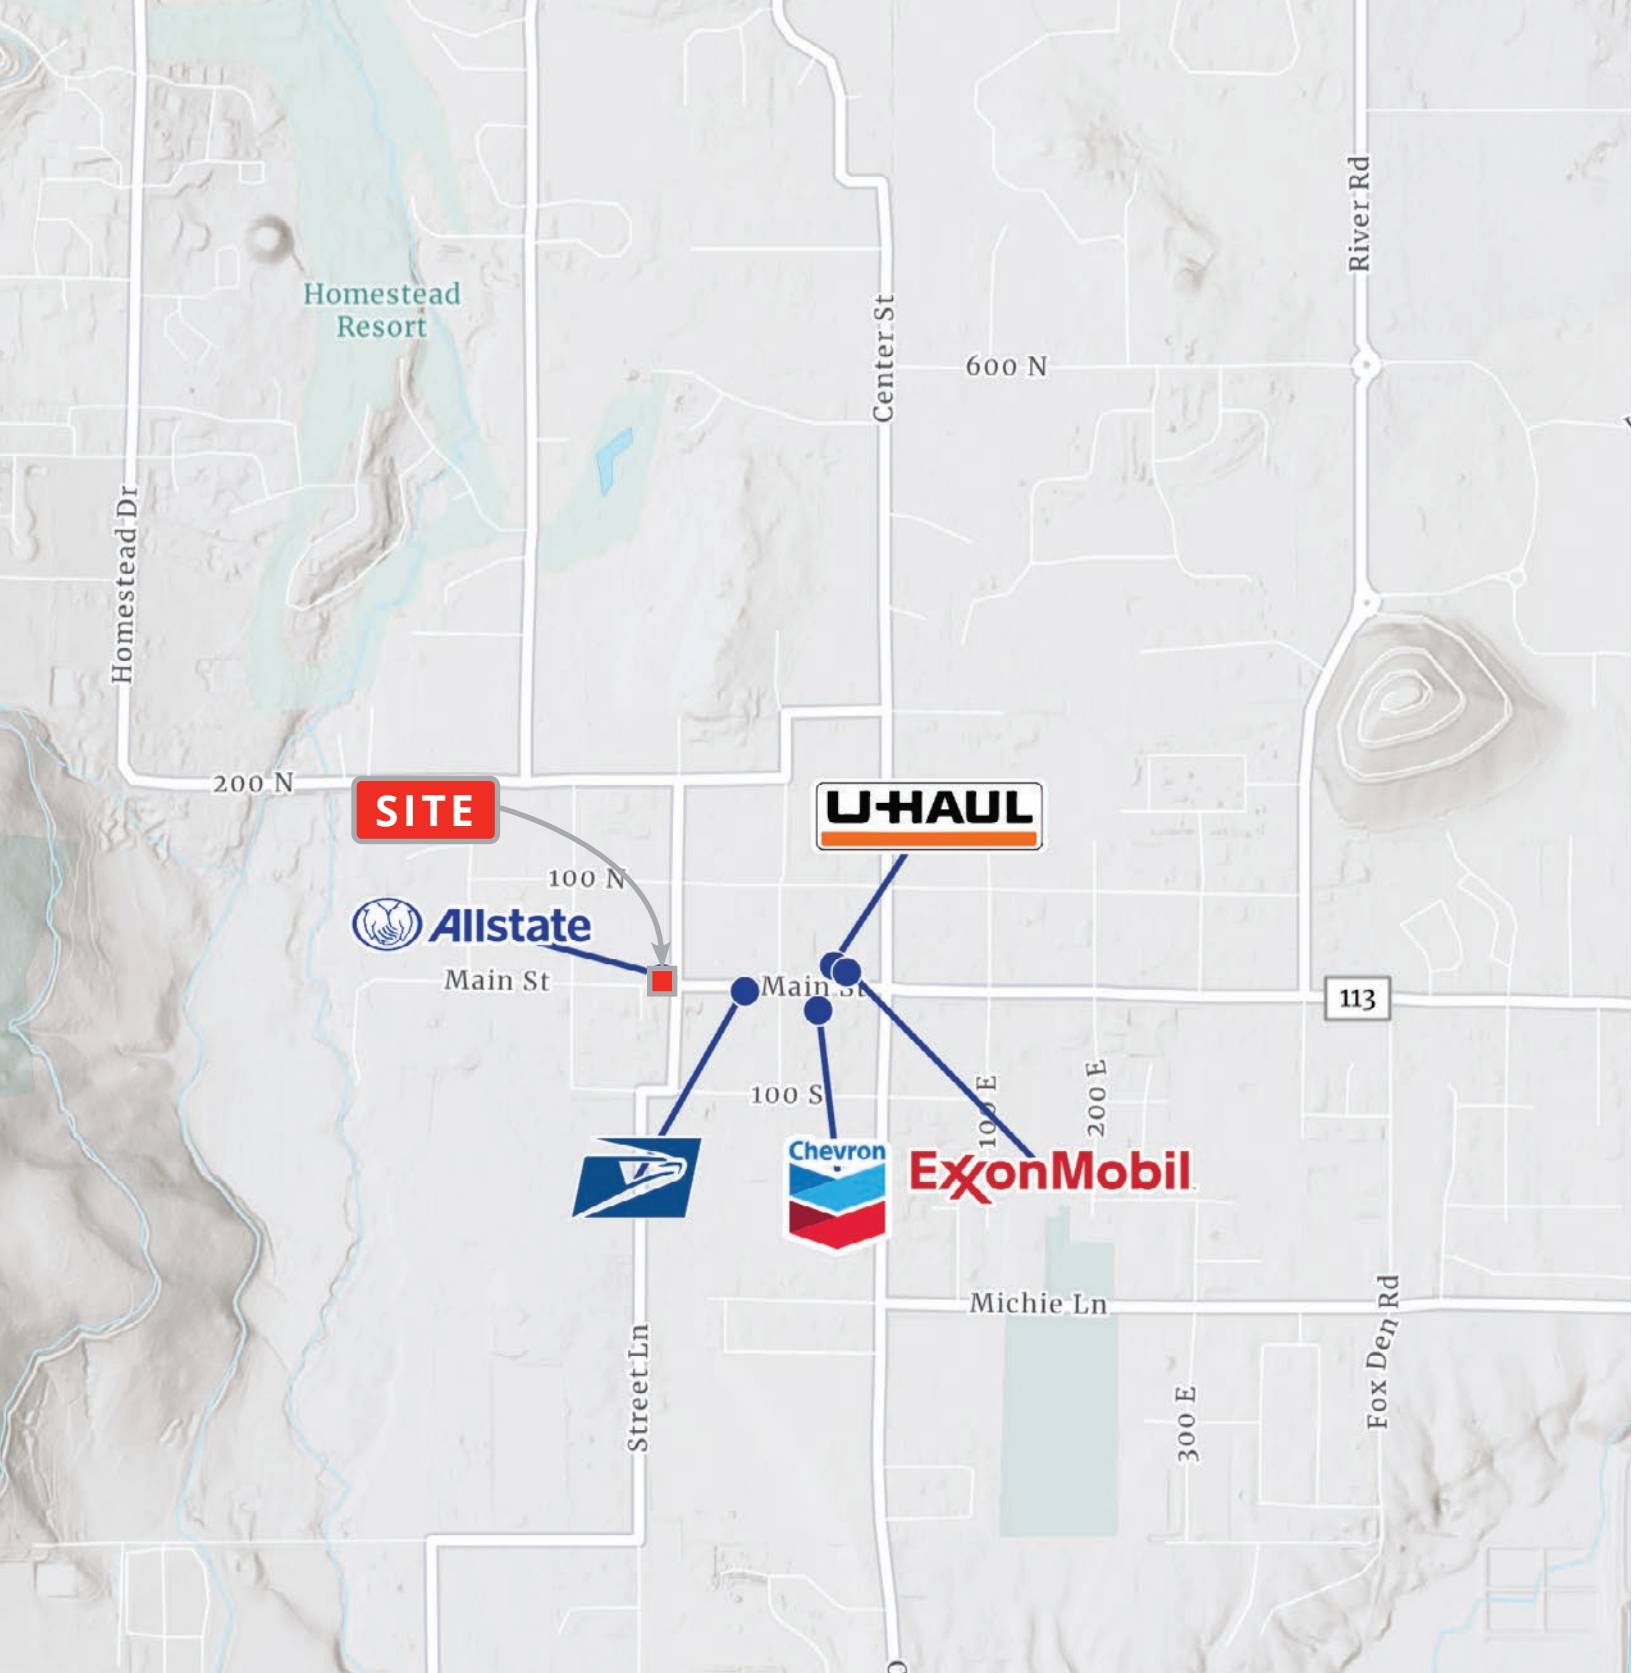 River Rd
Homestead
Resort
Center St
600 N
Homestead Dr
200 N
SITE
U-HAUL
100 N
Allstate
Main St
Main St
113
100 S
100 E
200 E
Chevron
ExxonMobil
Michie Ln
Street Ln
Fox Den Rd
300 E